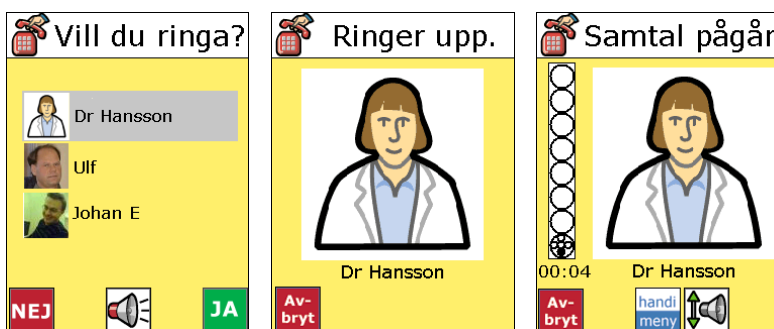 Vill du ringa?
Dr Hansson
Ulf
Johan E
NEJ
JA
Ringer upp.
Dr Hansson
Av-
bryt
Samtal pågår
00:04
Dr Hansson
Av-
bryt
handi
meny